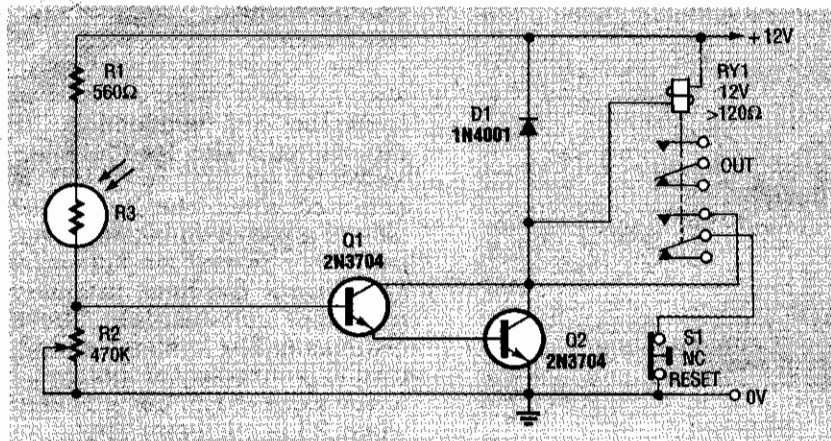 + 12V
R1
560Ω
RY1
12V
>120Ω
D1
1N4001
OUT
R3
Q1
2N3704
R2
470K
Q2
2N3704
S1
NC
RESET
0V